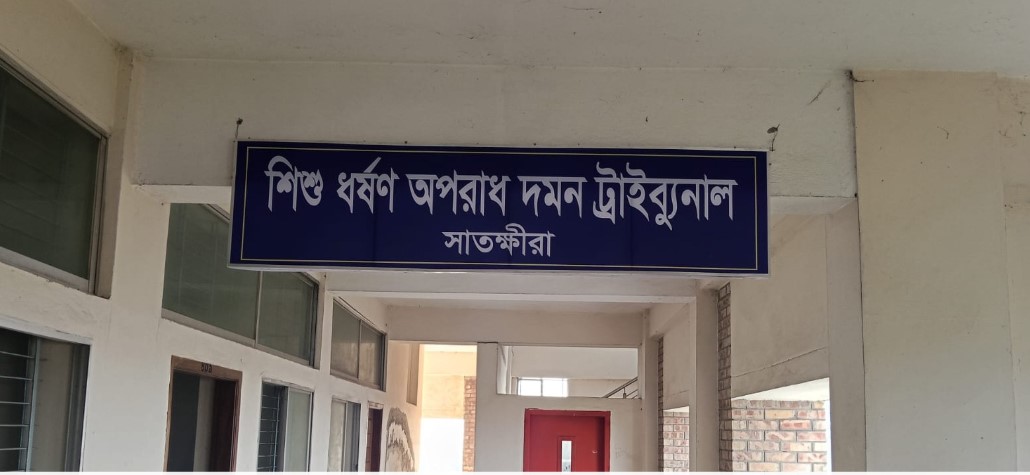 শিশু ধর্ষণ অপরাধ দমন ট্রাইব্যুনাল
সাতক্ষীরা